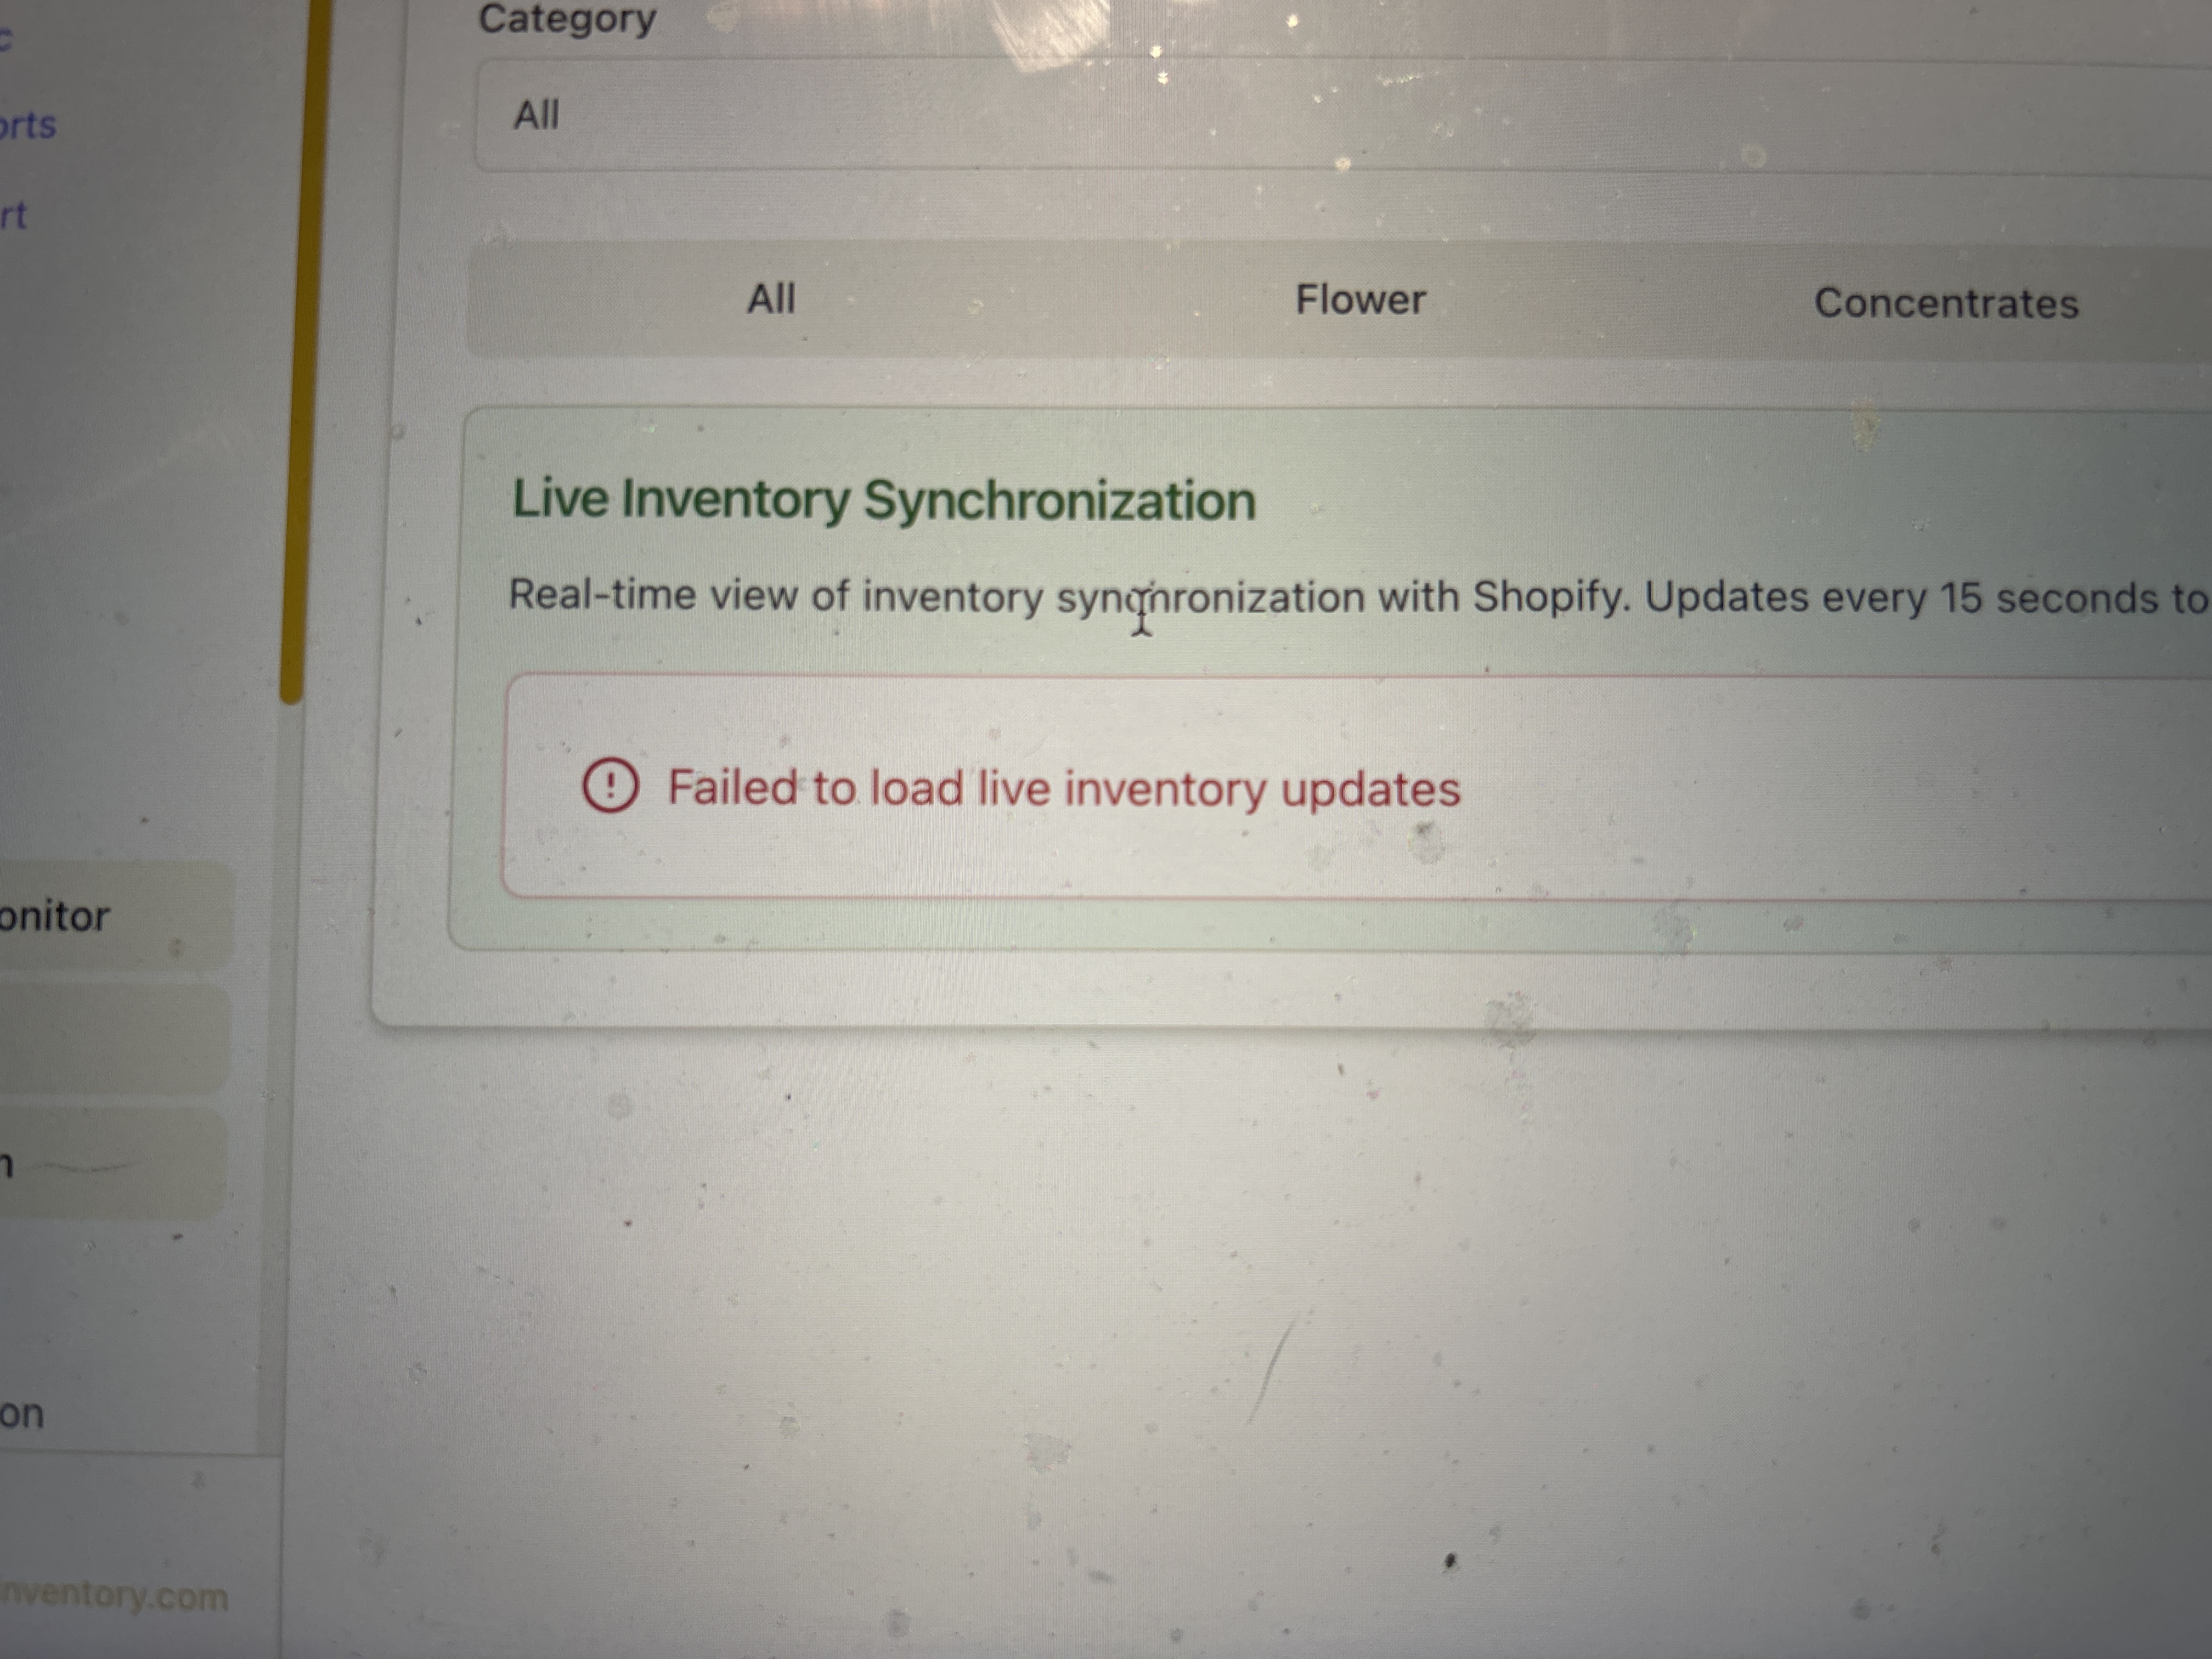 Category
All
All Flower Concentrates
Live Inventory Synchronization
Real-time view of inventory synchronization with Shopify. Updates every 15 seconds to
! Failed to load live inventory updates
orts
rt
onitor
n
on
nventory.com